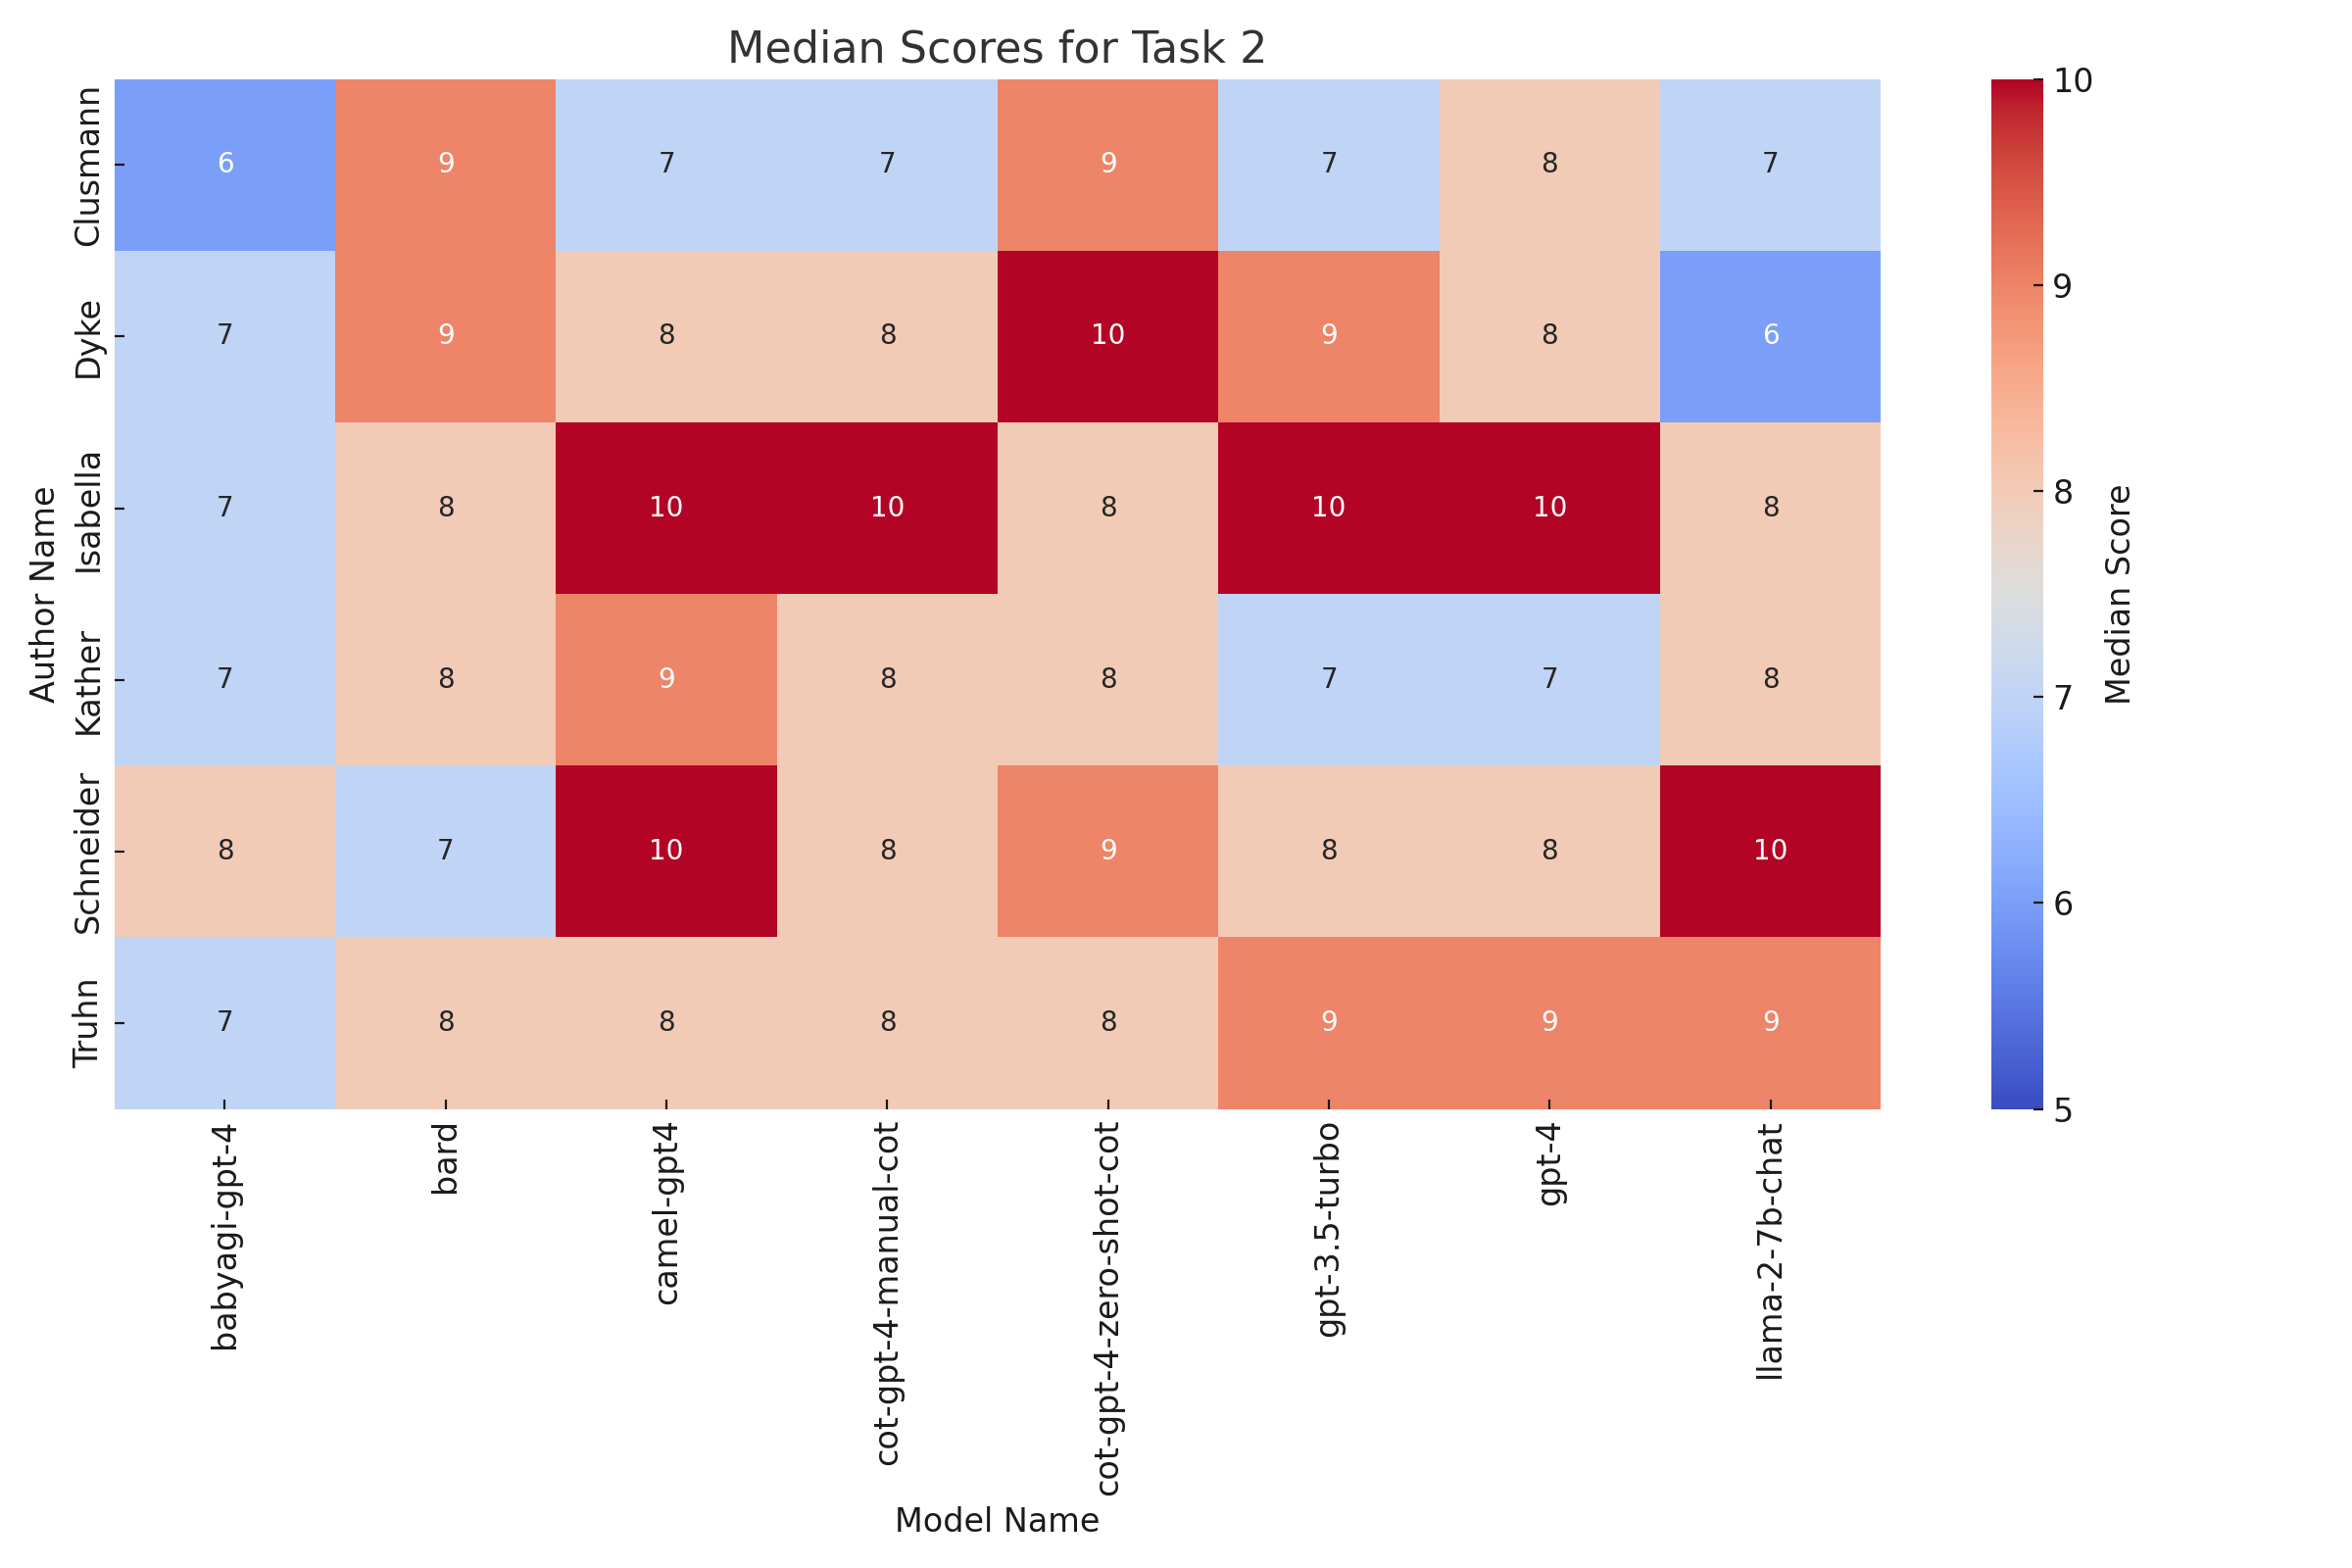 Median Scores for Task 2
Author Name
Clusmann
6 9 7 7 9 7 8 7
Dyke
7 9 8 8 10 9 8 6
Isabella
7 8 10 10 8 10 10 8
Kather
7 8 9 8 8 7 7 8
Schneider
8 7 10 8 9 8 8 10
Truhn
7 8 8 8 8 9 9 9
babyagi-gpt-4
bard
camel-gpt4
cot-gpt-4-manual-cot
cot-gpt-4-zero-shot-cot
gpt-3.5-turbo
gpt-4
llama-2-7b-chat
Model Name
10
9
8
7
6
5
Median Score